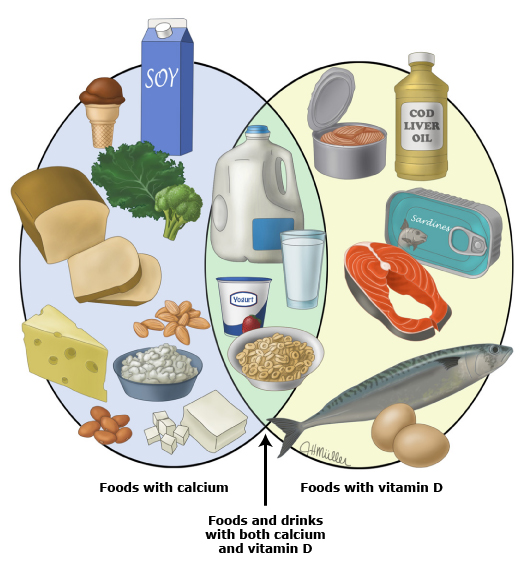 SOY
COD
LIVER
OIL
Sardines
Yogurt
JHMüller
Foods with calcium
Foods with vitamin D
Foods and drinks
with both calcium
and vitamin D